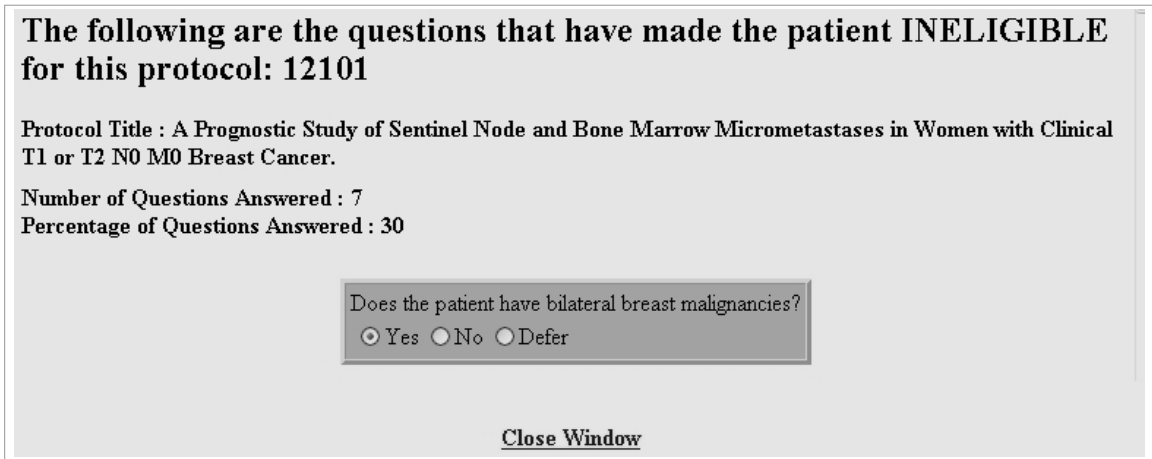 The following are the questions that have made the patient INELIGIBLE
for this protocol: 12101
Protocol Title : A Prognostic Study of Sentinel Node and Bone Marrow Micrometastases in Women with Clinical
T1 or T2 N0 M0 Breast Cancer.
Number of Questions Answered : 7
Percentage of Questions Answered : 30
Does the patient have bilateral breast malignancies?
Yes No Defer
Close Window